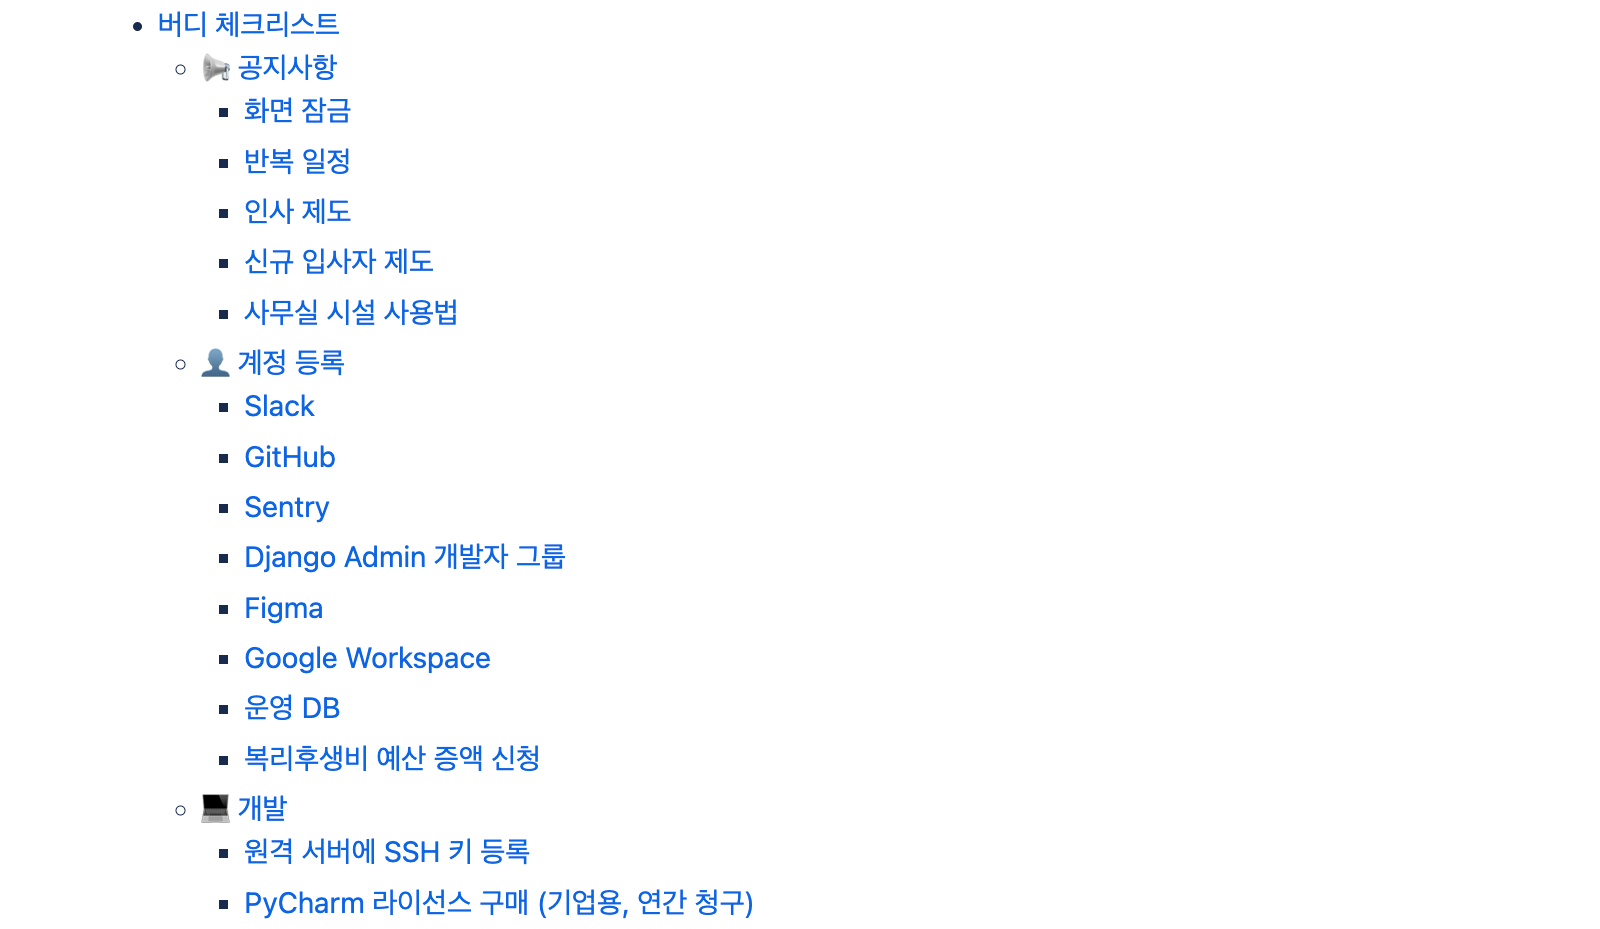 버디 체크리스트
공지사항
화면 잠금
반복 일정
인사 제도
신규 입사자 제도
사무실 시설 사용법
계정 등록
Slack
GitHub
Sentry
Django Admin 개발자 그룹
Figma
Google Workspace
운영 DB
복리후생비 예산 증액 신청
개발
원격 서버에 SSH 키 등록
PyCharm 라이선스 구매 (기업용, 연간 청구)